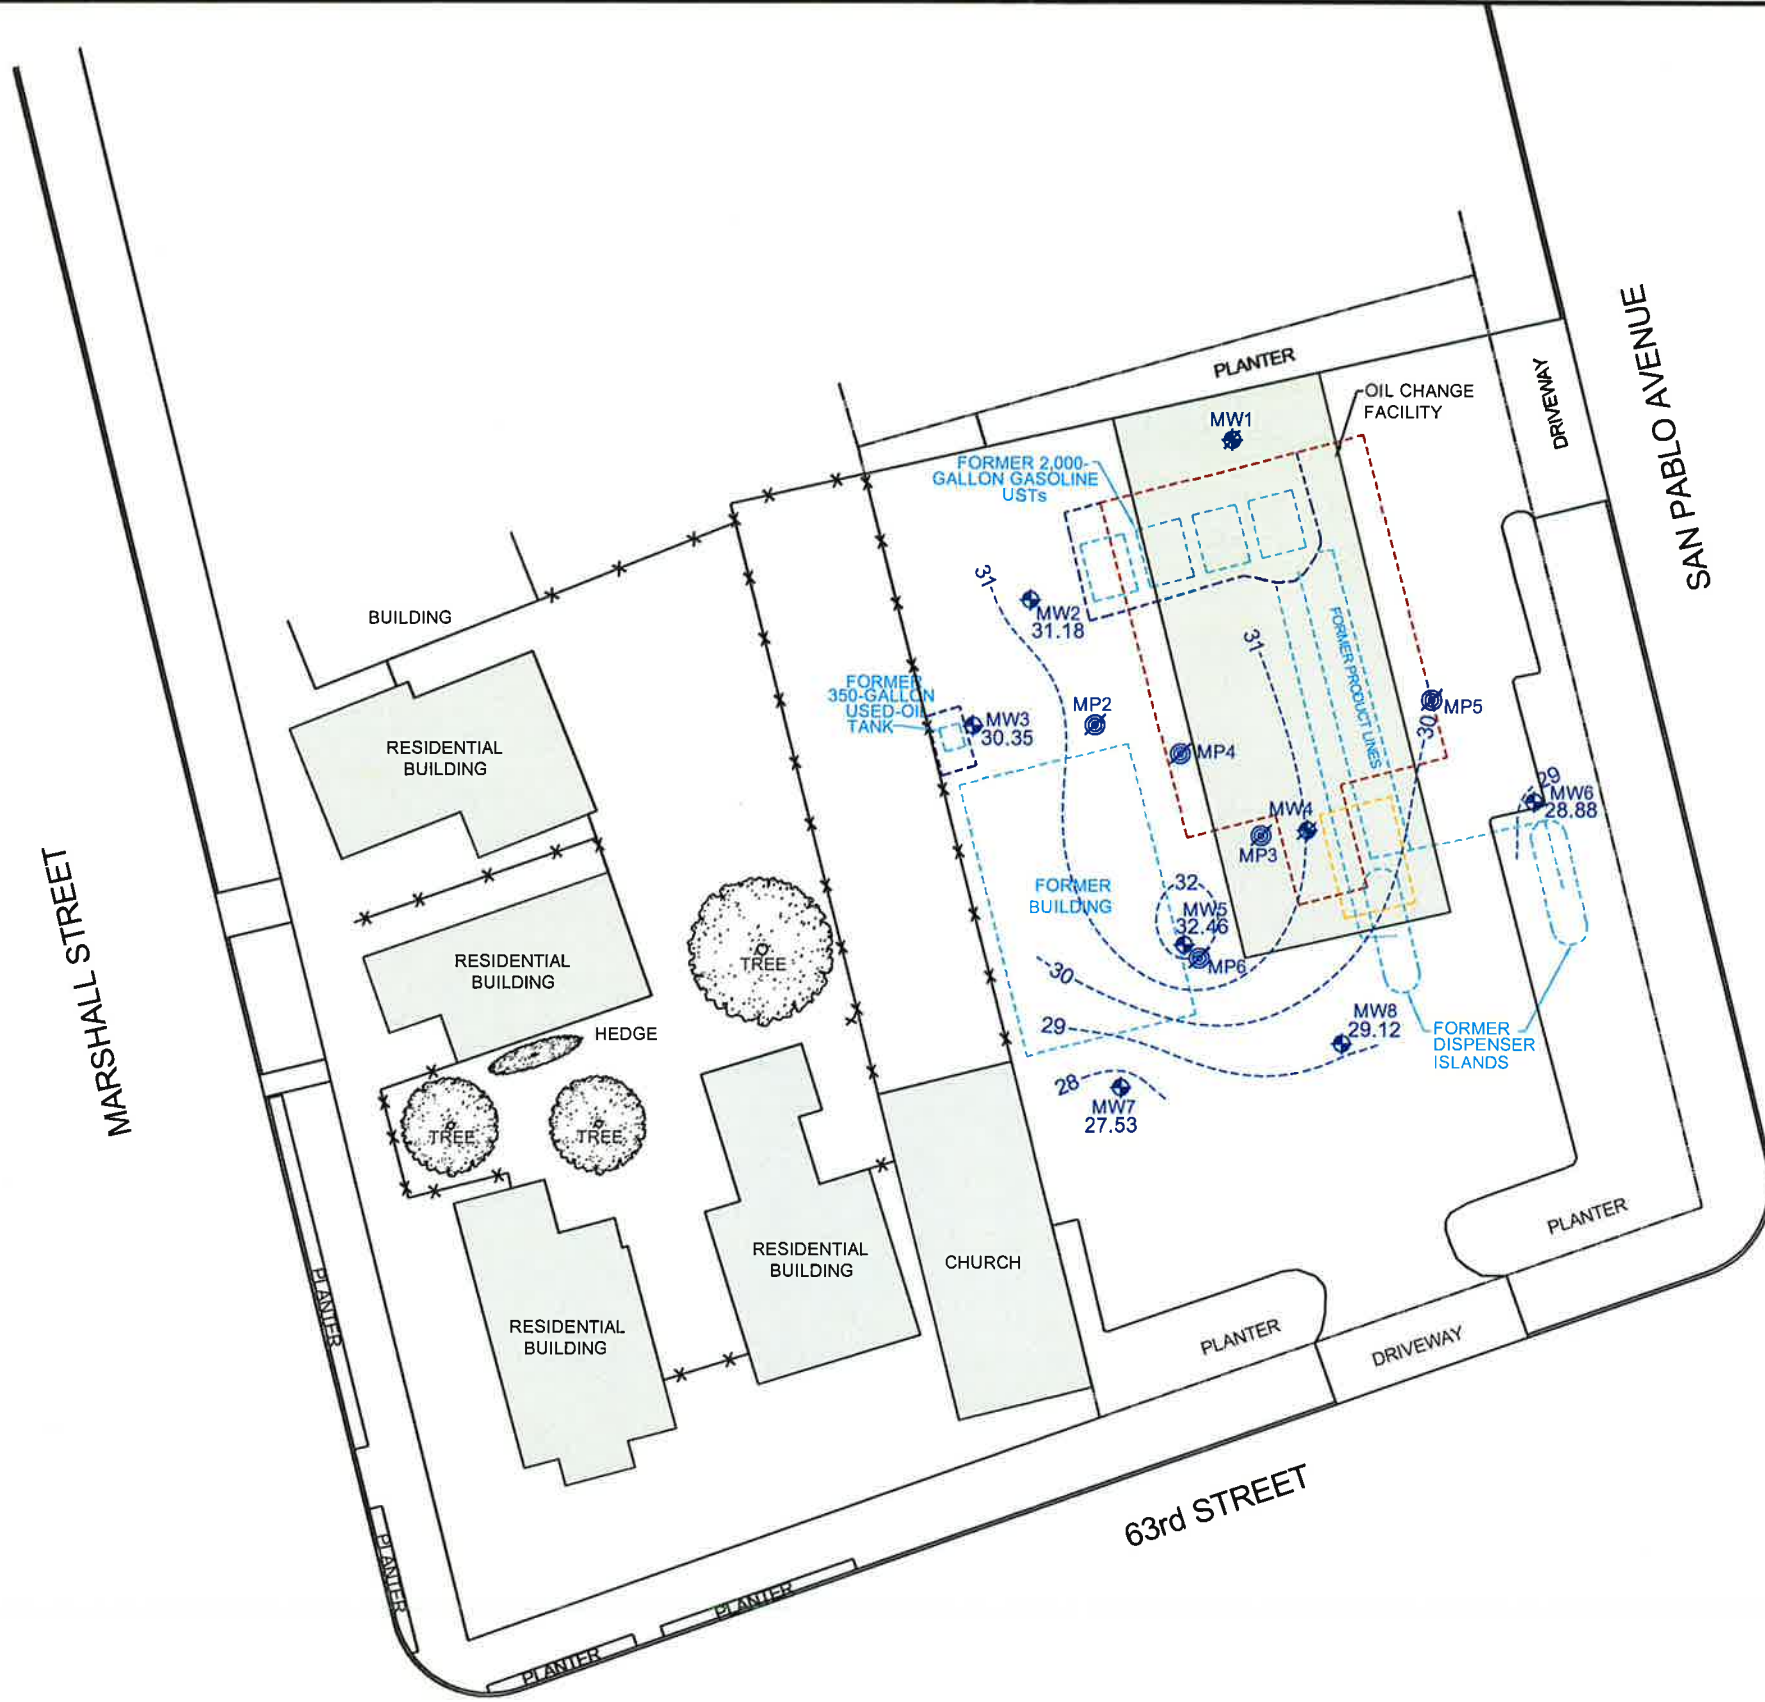 PLANTER
OIL CHANGE
FACILITY
DRIVEWAY
SAN PABLO AVENUE
MW1
FORMER 2,000-
GALLON GASOLINE
USTs
31
MW2
31.18
BUILDING
31
FORMER PRODUCT LINES
FORMER
350-GALLON
USED-OIL
TANK
MW3
30.35
MP2
MP4
MP5
30
RESIDENTIAL
BUILDING
29
MW6
28.88
MW4
MP3
32
FORMER
BUILDING
MW5
32.46
MP6
TREE
RESIDENTIAL
BUILDING
30
MARSHALL STREET
HEDGE
29
MW8
29.12
FORMER
DISPENSER
ISLANDS
28
MW7
27.53
TREE
TREE
PLANTER
RESIDENTIAL
BUILDING
CHURCH
PLANTER
RESIDENTIAL
BUILDING
PLANTER
DRIVEWAY
63rd STREET
PLANTER
PLANTER
PLANTER